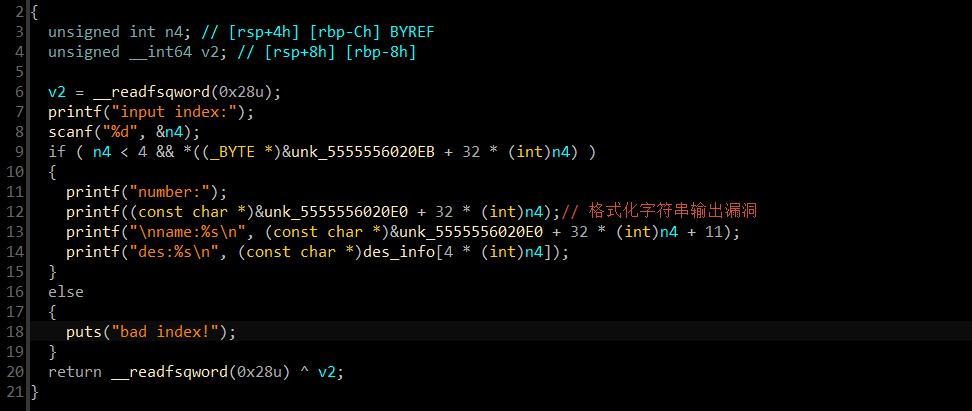 2 {
3   unsigned int n4; // [rsp+4h] [rbp-Ch] BYREF
4   unsigned __int64 v2; // [rsp+8h] [rbp-8h]
5
6   v2 = __readfsqword(0x28u);
7   printf("input index:");
8   scanf("%d", &n4);
9   if ( n4 < 4 && *((_BYTE *)&unk_5555556020EB + 32 * (int)n4) )
10   {
11     printf("number:");
12     printf((const char *)&unk_5555556020E0 + 32 * (int)n4);// 格式化字符串输出漏洞
13     printf("\nname:%s\n", (const char *)&unk_5555556020E0 + 32 * (int)n4 + 11);
14     printf("des:%s\n", (const char *)des_info[4 * (int)n4]);
15   }
16   else
17   {
18     puts("bad index!");
19   }
20   return __readfsqword(0x28u) ^ v2;
21 }